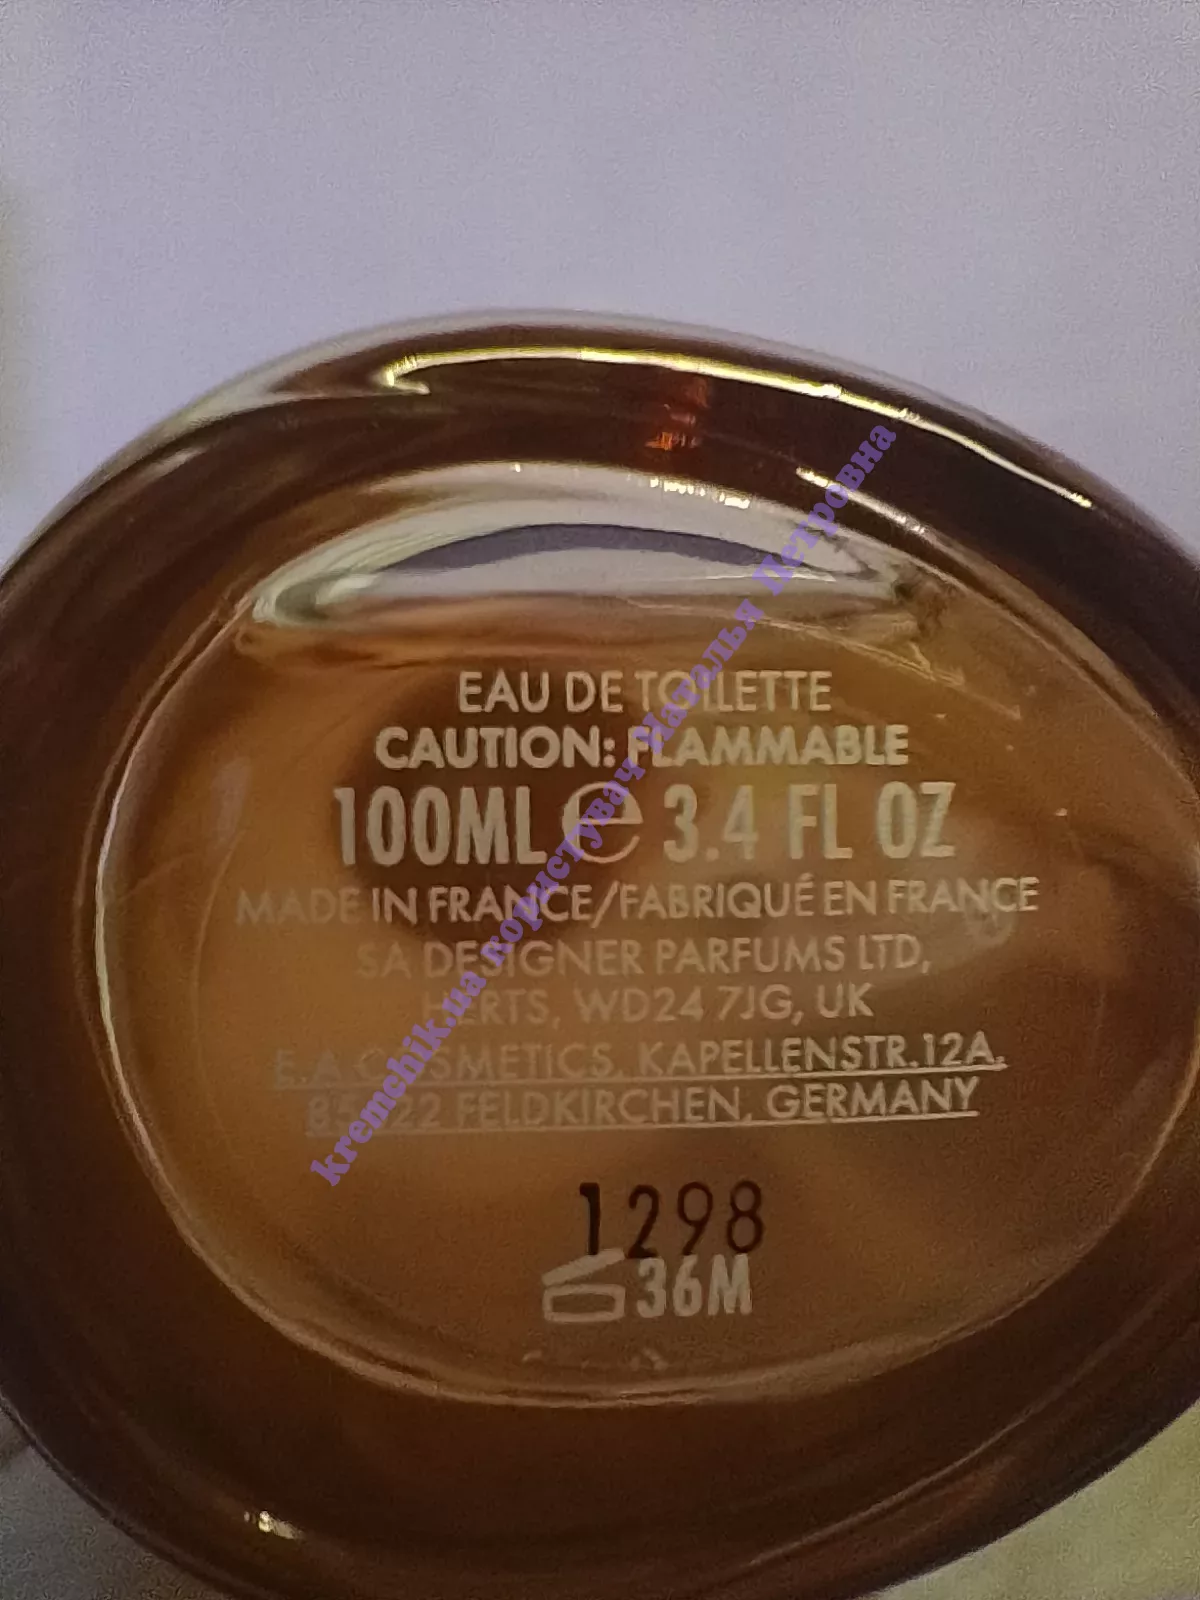 EAU DE TOILETTE
CAUTION: FLAMMABLE
100ML e 3.4 FL OZ
MADE IN FRANCE/FABRIQUÉ EN FRANCE
SA DESIGNER PARFUMS LTD,
HERTS, WD24 7JG, UK
E.A.COSMETICS, KAPELLENSTR.12A,
85622 FELDKIRCHEN, GERMANY
1298
36M
kremchik.ua користувач Наталья Петровна